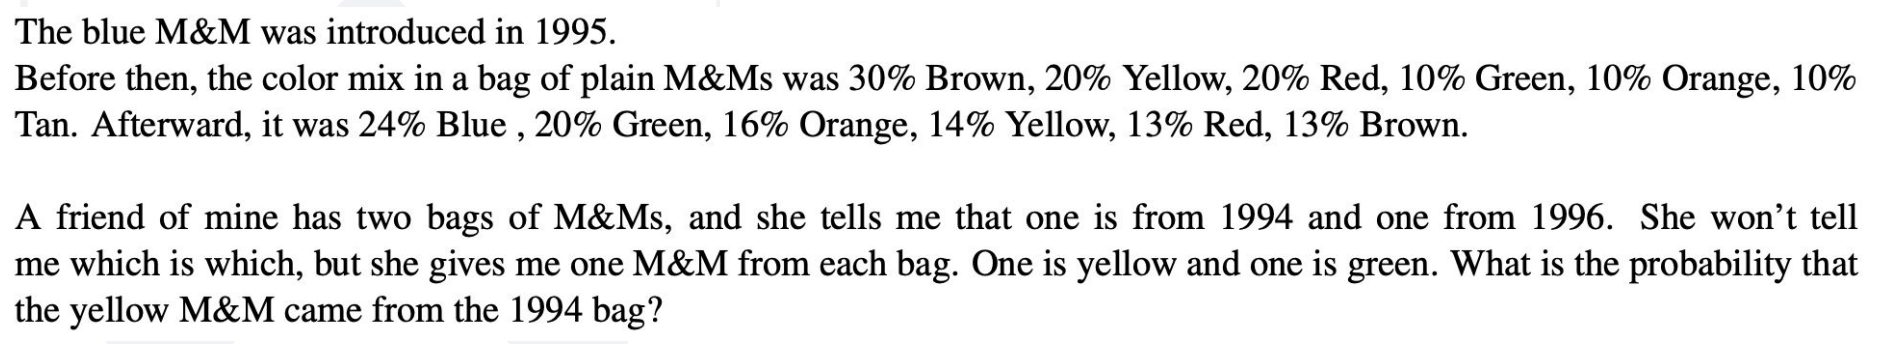 The blue M&M was introduced in 1995.
Before then, the color mix in a bag of plain M&Ms was 30% Brown, 20% Yellow, 20% Red, 10% Green, 10% Orange, 10%
Tan. Afterward, it was 24% Blue , 20% Green, 16% Orange, 14% Yellow, 13% Red, 13% Brown.
A friend of mine has two bags of M&Ms, and she tells me that one is from 1994 and one from 1996. She won’t tell
me which is which, but she gives me one M&M from each bag. One is yellow and one is green. What is the probability that
the yellow M&M came from the 1994 bag?